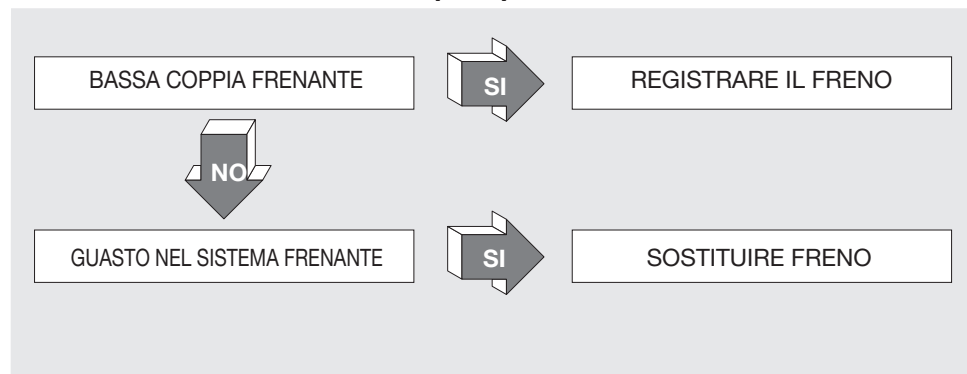 BASSA COPPIA FRENANTE
SI
REGISTRARE IL FRENO
NO
GUASTO NEL SISTEMA FRENANTE
SI
SOSTITUIRE FRENO